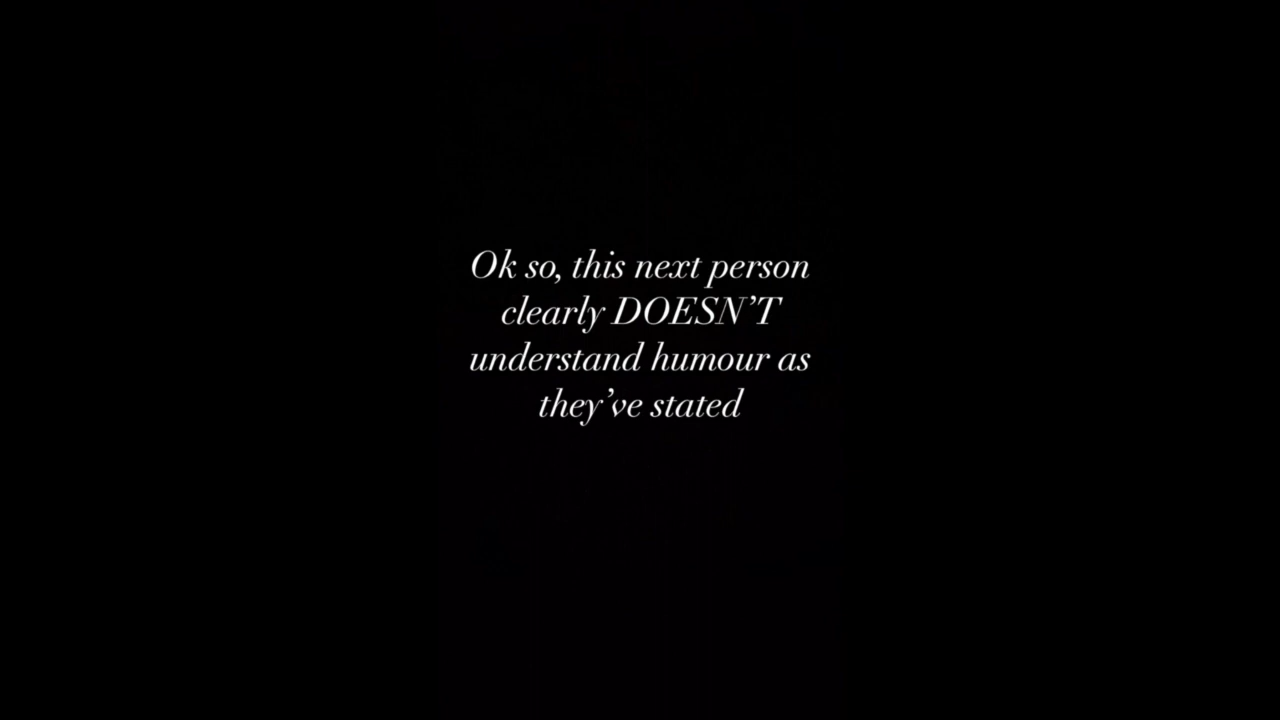 Ok so, this next person
clearly DOESN’T
understand humour as
they’ve stated